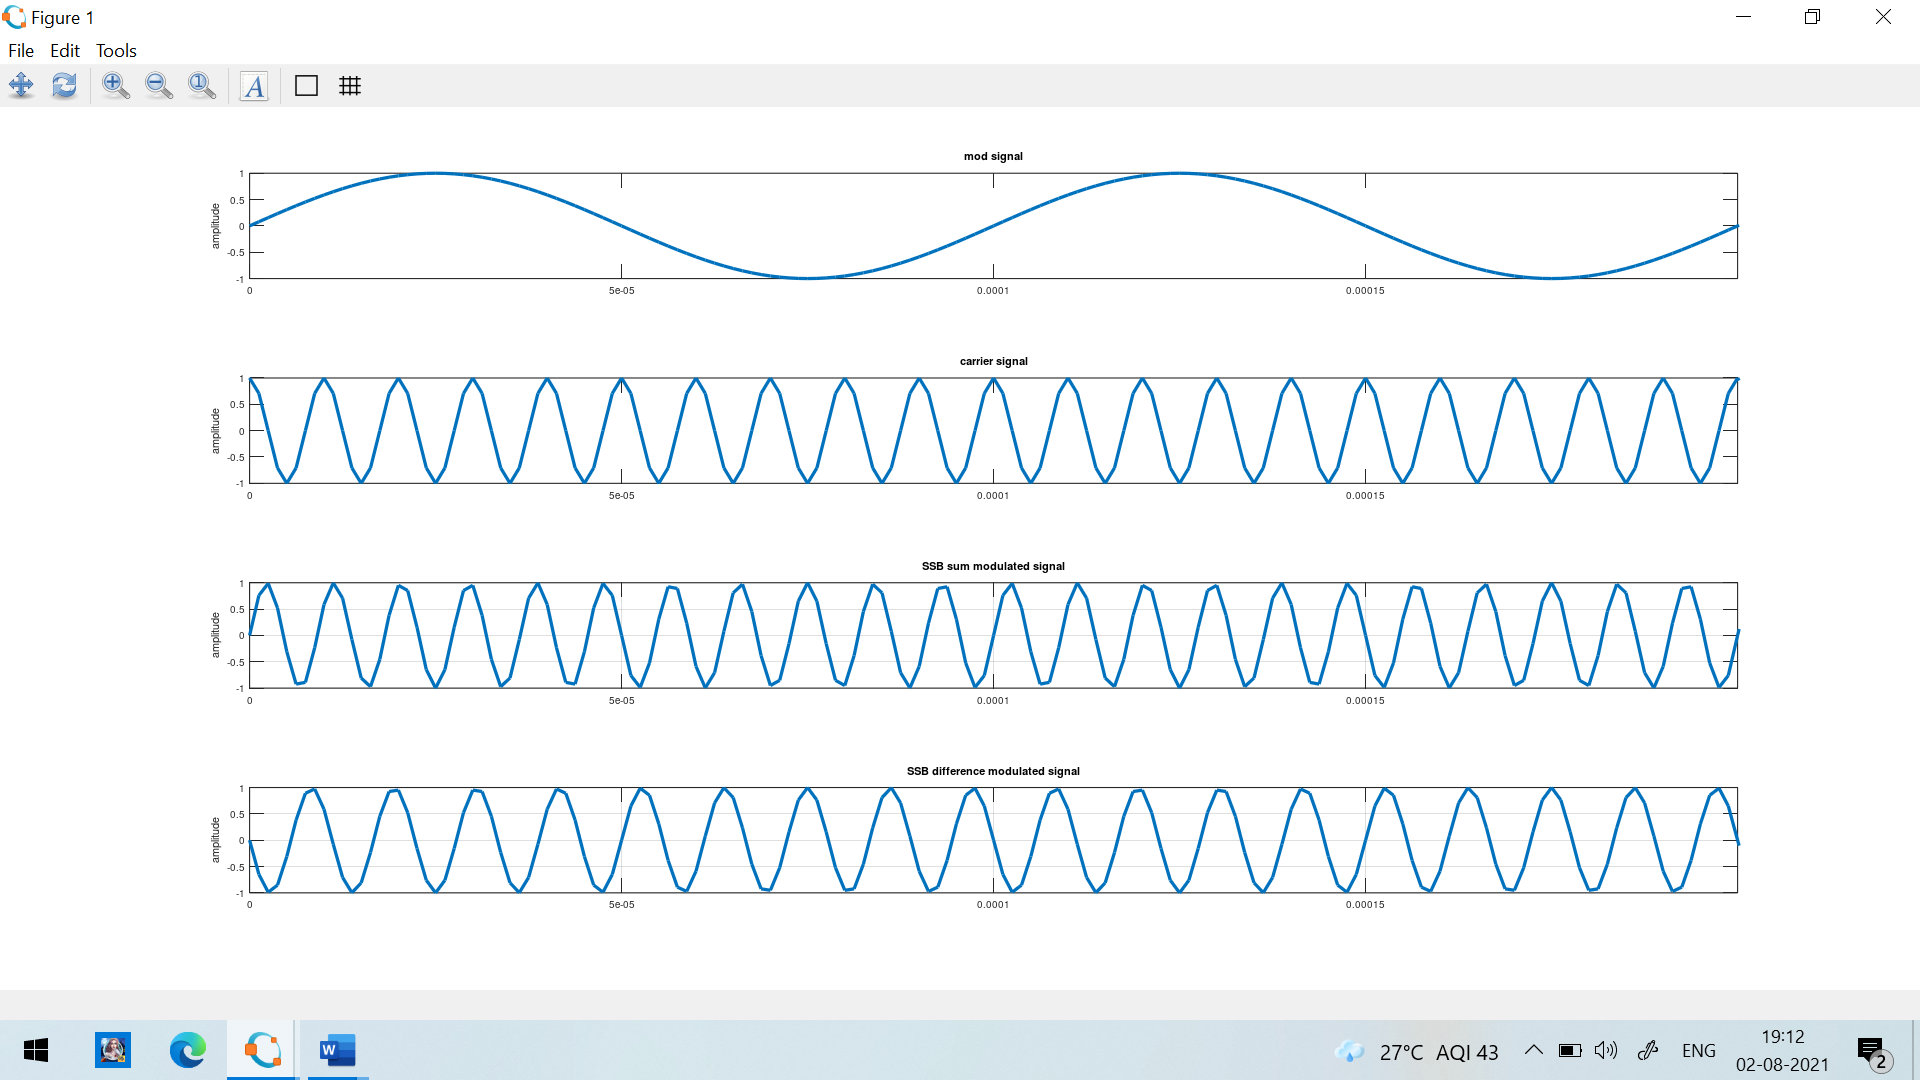 Figure 1
File Edit Tools
A
mod signal
amplitude
1
0.5
0
-0.5
-1
0 5e-05 0.0001 0.00015
carrier signal
amplitude
1
0.5
0
-0.5
-1
0 5e-05 0.0001 0.00015
SSB sum modulated signal
amplitude
1
0.5
0
-0.5
-1
0 5e-05 0.0001 0.00015
SSB difference modulated signal
amplitude
1
0.5
0
-0.5
-1
0 5e-05 0.0001 0.00015
W
27°C AQI 43
ENG
19:12
02-08-2021
2